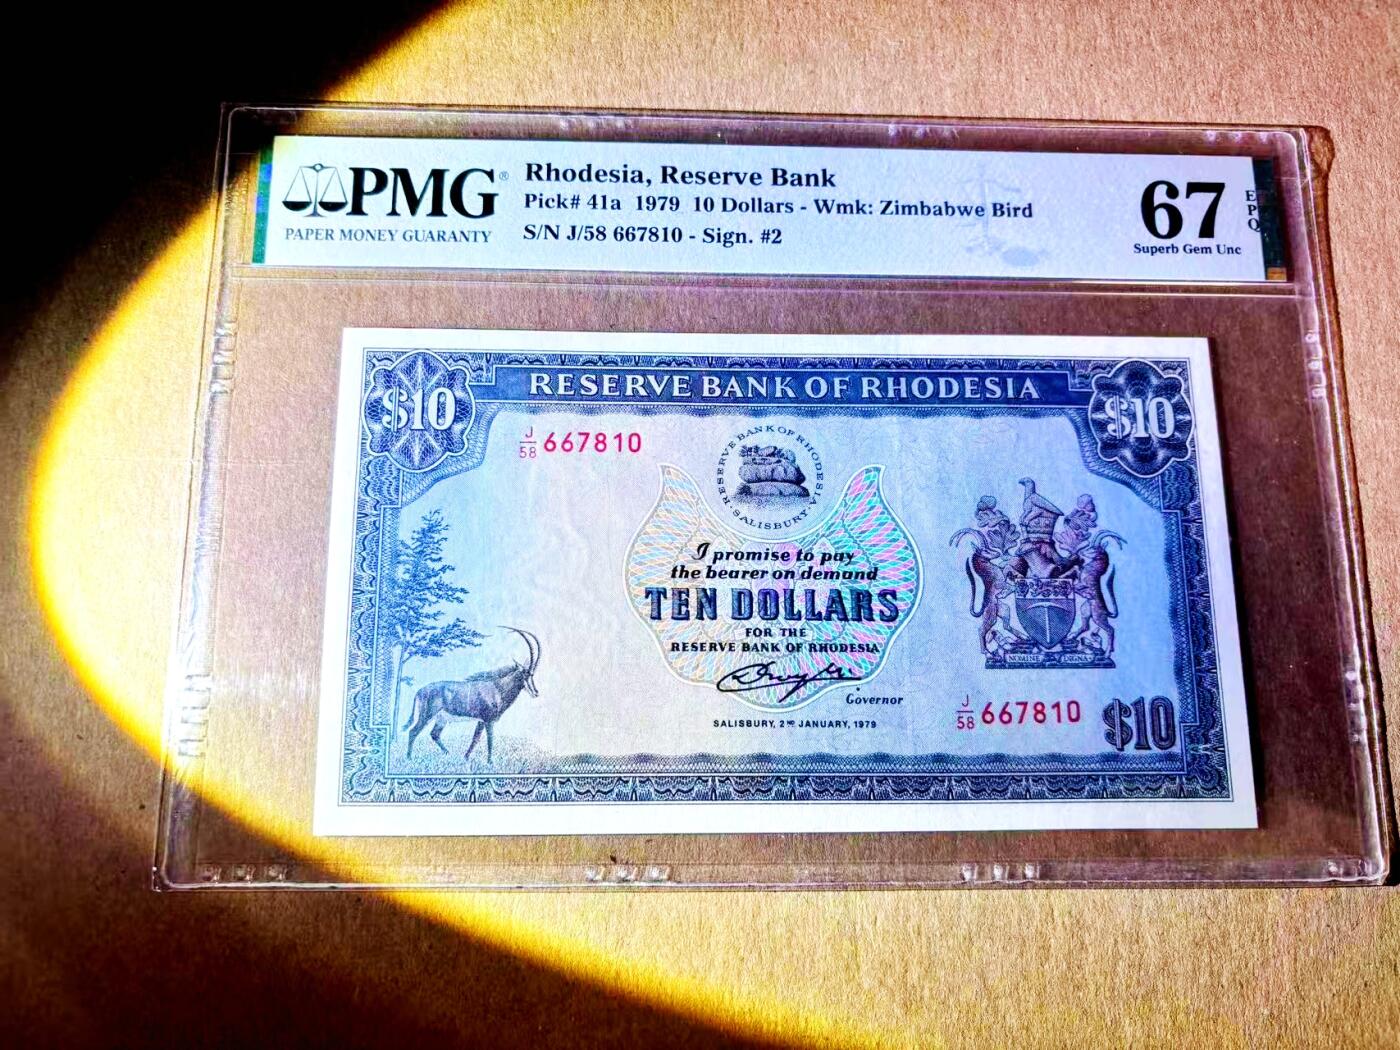 PMG®
PAPER MONEY GUARANTY
Rhodesia, Reserve Bank
Pick# 41a 1979 10 Dollars - Wmk: Zimbabwe Bird
S/N J/58 667810 - Sign. #2
67
Superb Gem Unc
EPQ
RESERVE BANK OF RHODESIA
$10
$10
J/58 667810
RESERVE BANK OF RHODESIA · SALISBURY ·
I promise to pay
the bearer on demand
TEN DOLLARS
FOR THE
RESERVE BANK OF RHODESIA
Governor
SALISBURY, 2ND JANUARY, 1979
NOMINE DIGNA
J/58 667810
$10